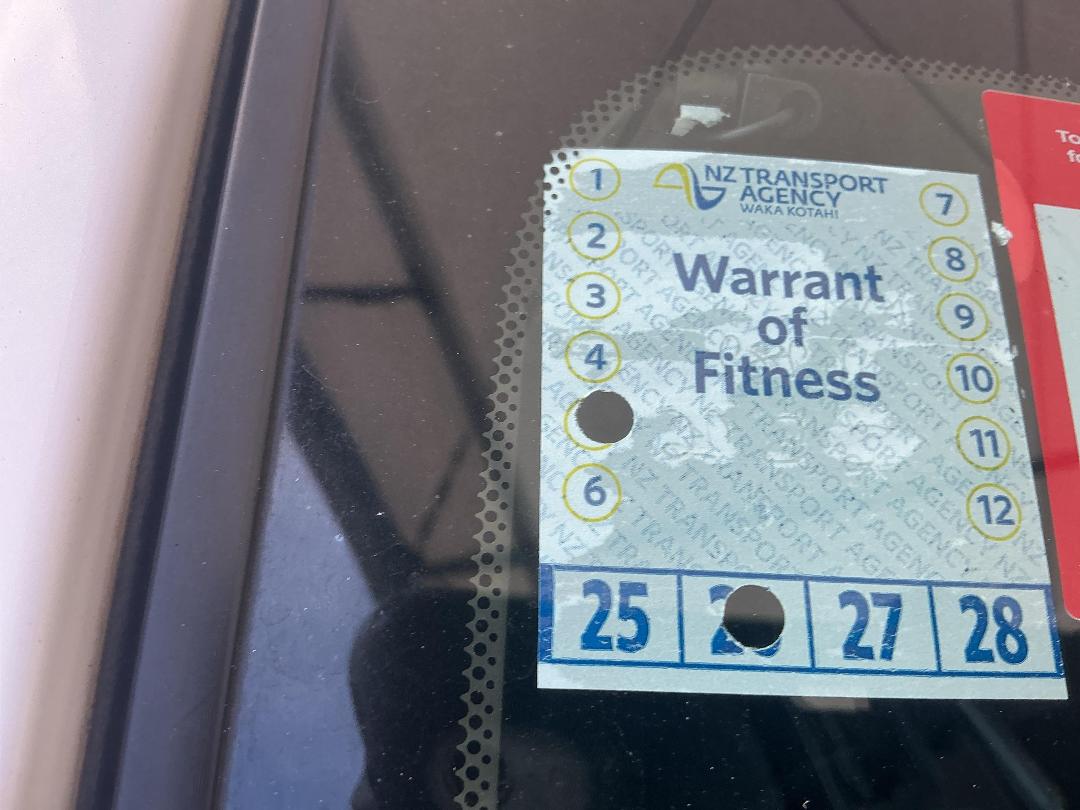 1
NZ TRANSPORT
AGENCY
WAKA KOTAHI
7
2
8
Warrant
of
Fitness
3
9
4
10
11
6
12
25
27
28
To